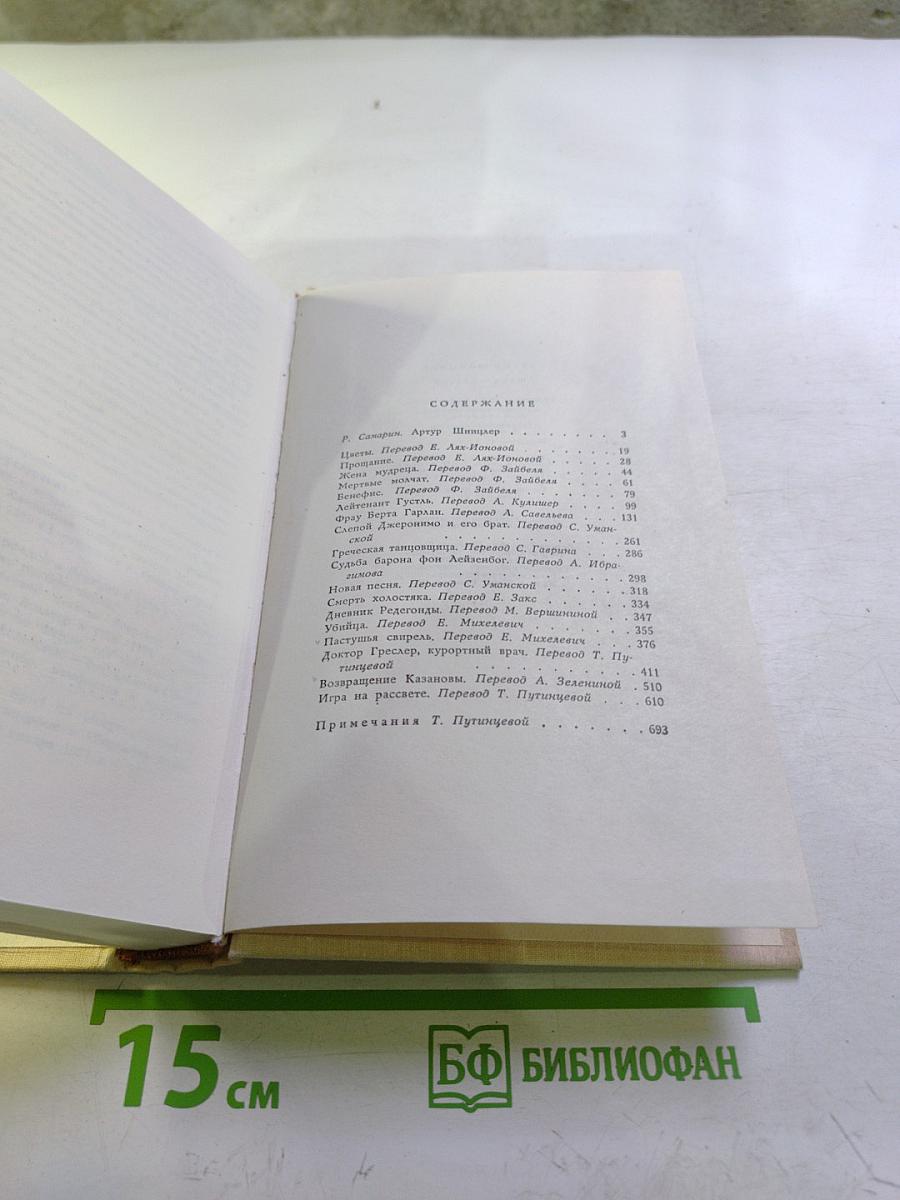 СОДЕРЖАНИЕ
Р. Самарин. Артур Шницлер . . . . . . . . 3
Цветы. Перевод Е. Лях-Ионовой . . . . . . . 19
Прощание. Перевод Е. Лях-Ионовой . . . . . 28
Жена мудреца. Перевод Ф. Зайбеля . . . . . 44
Мертвые молчат. Перевод Ф. Зайбеля . . . . 61
Бенефис. Перевод Ф. Зайбеля . . . . . . 79
Лейтенант Густль. Перевод А. Кулишер . . . . 99
Фрау Берта Гарлан. Перевод А. Савельева . . . 131
Слепой Джеронимо и его брат. Перевод С. Уман-
ской . . . . . . . . . . . 261
Греческая танцовщица. Перевод С. Гаврина . . . 286
Судьба барона фон Лейзенбог. Перевод А. Ибра-
гимова . . . . . . . . . . . 298
Новая песня. Перевод С. Уманской . . . . . 318
Смерть холостяка. Перевод Е. Закс . . . . . 334
Дневник Редегонды. Перевод М. Вершининой . . 347
Убийца. Перевод Е. Михелевич . . . . . . . 355
Пастушья свирель. Перевод Е. Михелевич . . . 376
Доктор Греслер, курортный врач. Перевод Т. Пу-
тинцевой . . . . . . . . . . . 411
Возвращение Казановы. Перевод А. Зелениной . 510
Игра на рассвете. Перевод Т. Путинцевой . . . 610
Примечания Т. Путинцевой . . . . . . . 693
15 см
БФ БИБЛИОФАН